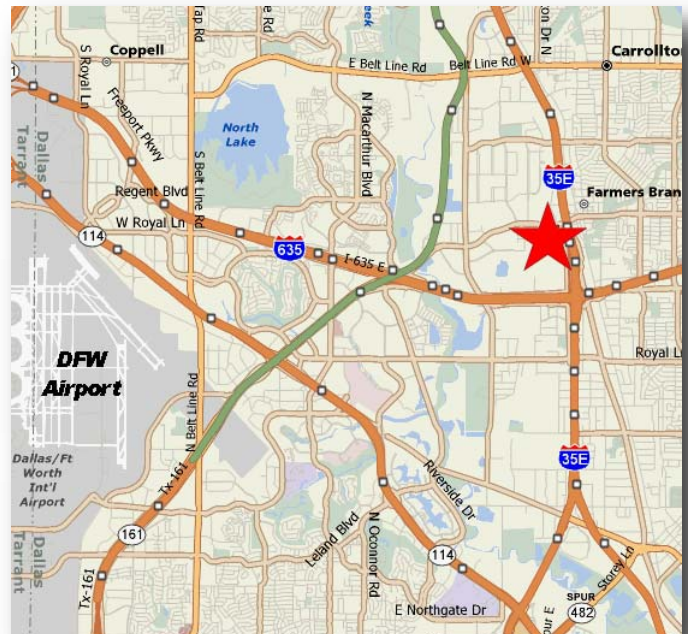 Coppell
E Belt Line Rd
Belt Line Rd W
Carrollton
S Royal Ln
Freeport Pkwy
North
Lake
N Macarthur Blvd
S Belt Line Rd
Dallas
Tarrant
35E
Farmers Bran
Regent Blvd
W Royal Ln
114
635
I-635 E
DFW
Airport
Royal Ln
N Belt Line Rd
Dallas/Ft
Worth
Int'l
Airport
Tx-161
35E
Riverside Dr
161
Leland Blvd
N Oconnor Rd
114
Dallas
Tarrant
Tx-161
Storey Ln
SPUR
482
E Northgate Dr